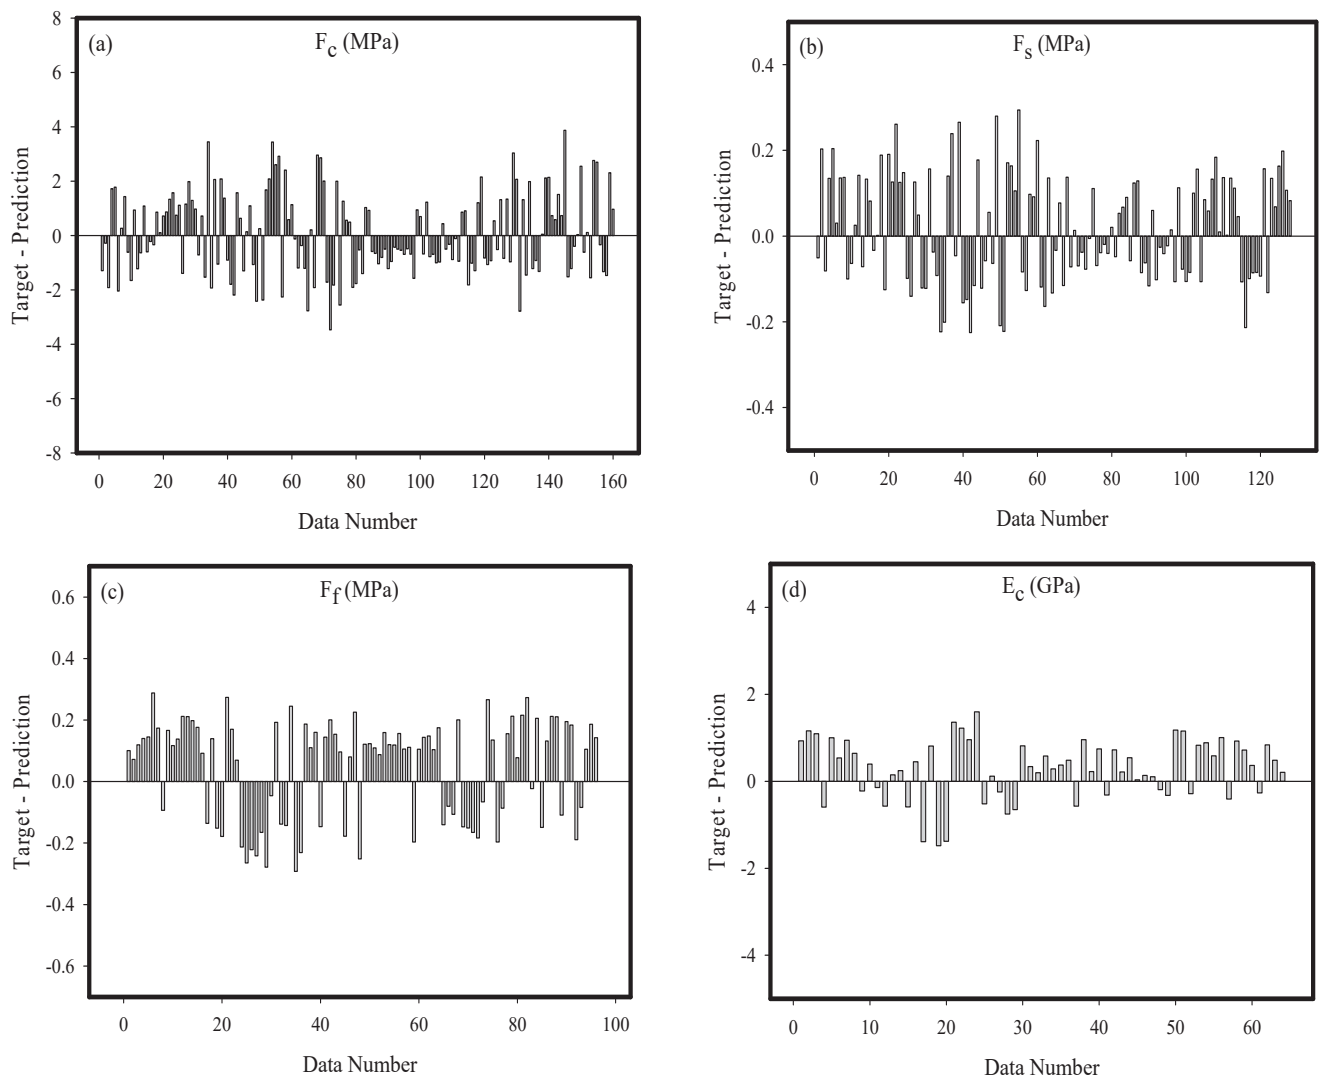 (a)
F_c (MPa)
8
6
4
2
0
-2
-4
-6
-8
Target - Prediction
0 20 40 60 80 100 120 140 160
Data Number
(b)
F_s (MPa)
0.4
0.2
0.0
-0.2
-0.4
Target - Prediction
0 20 40 60 80 100 120
Data Number
(c)
F_f (MPa)
0.6
0.4
0.2
0.0
-0.2
-0.4
-0.6
Target - Prediction
0 20 40 60 80 100
Data Number
(d)
E_c (GPa)
4
2
0
-2
-4
Target - Prediction
0 10 20 30 40 50 60
Data Number